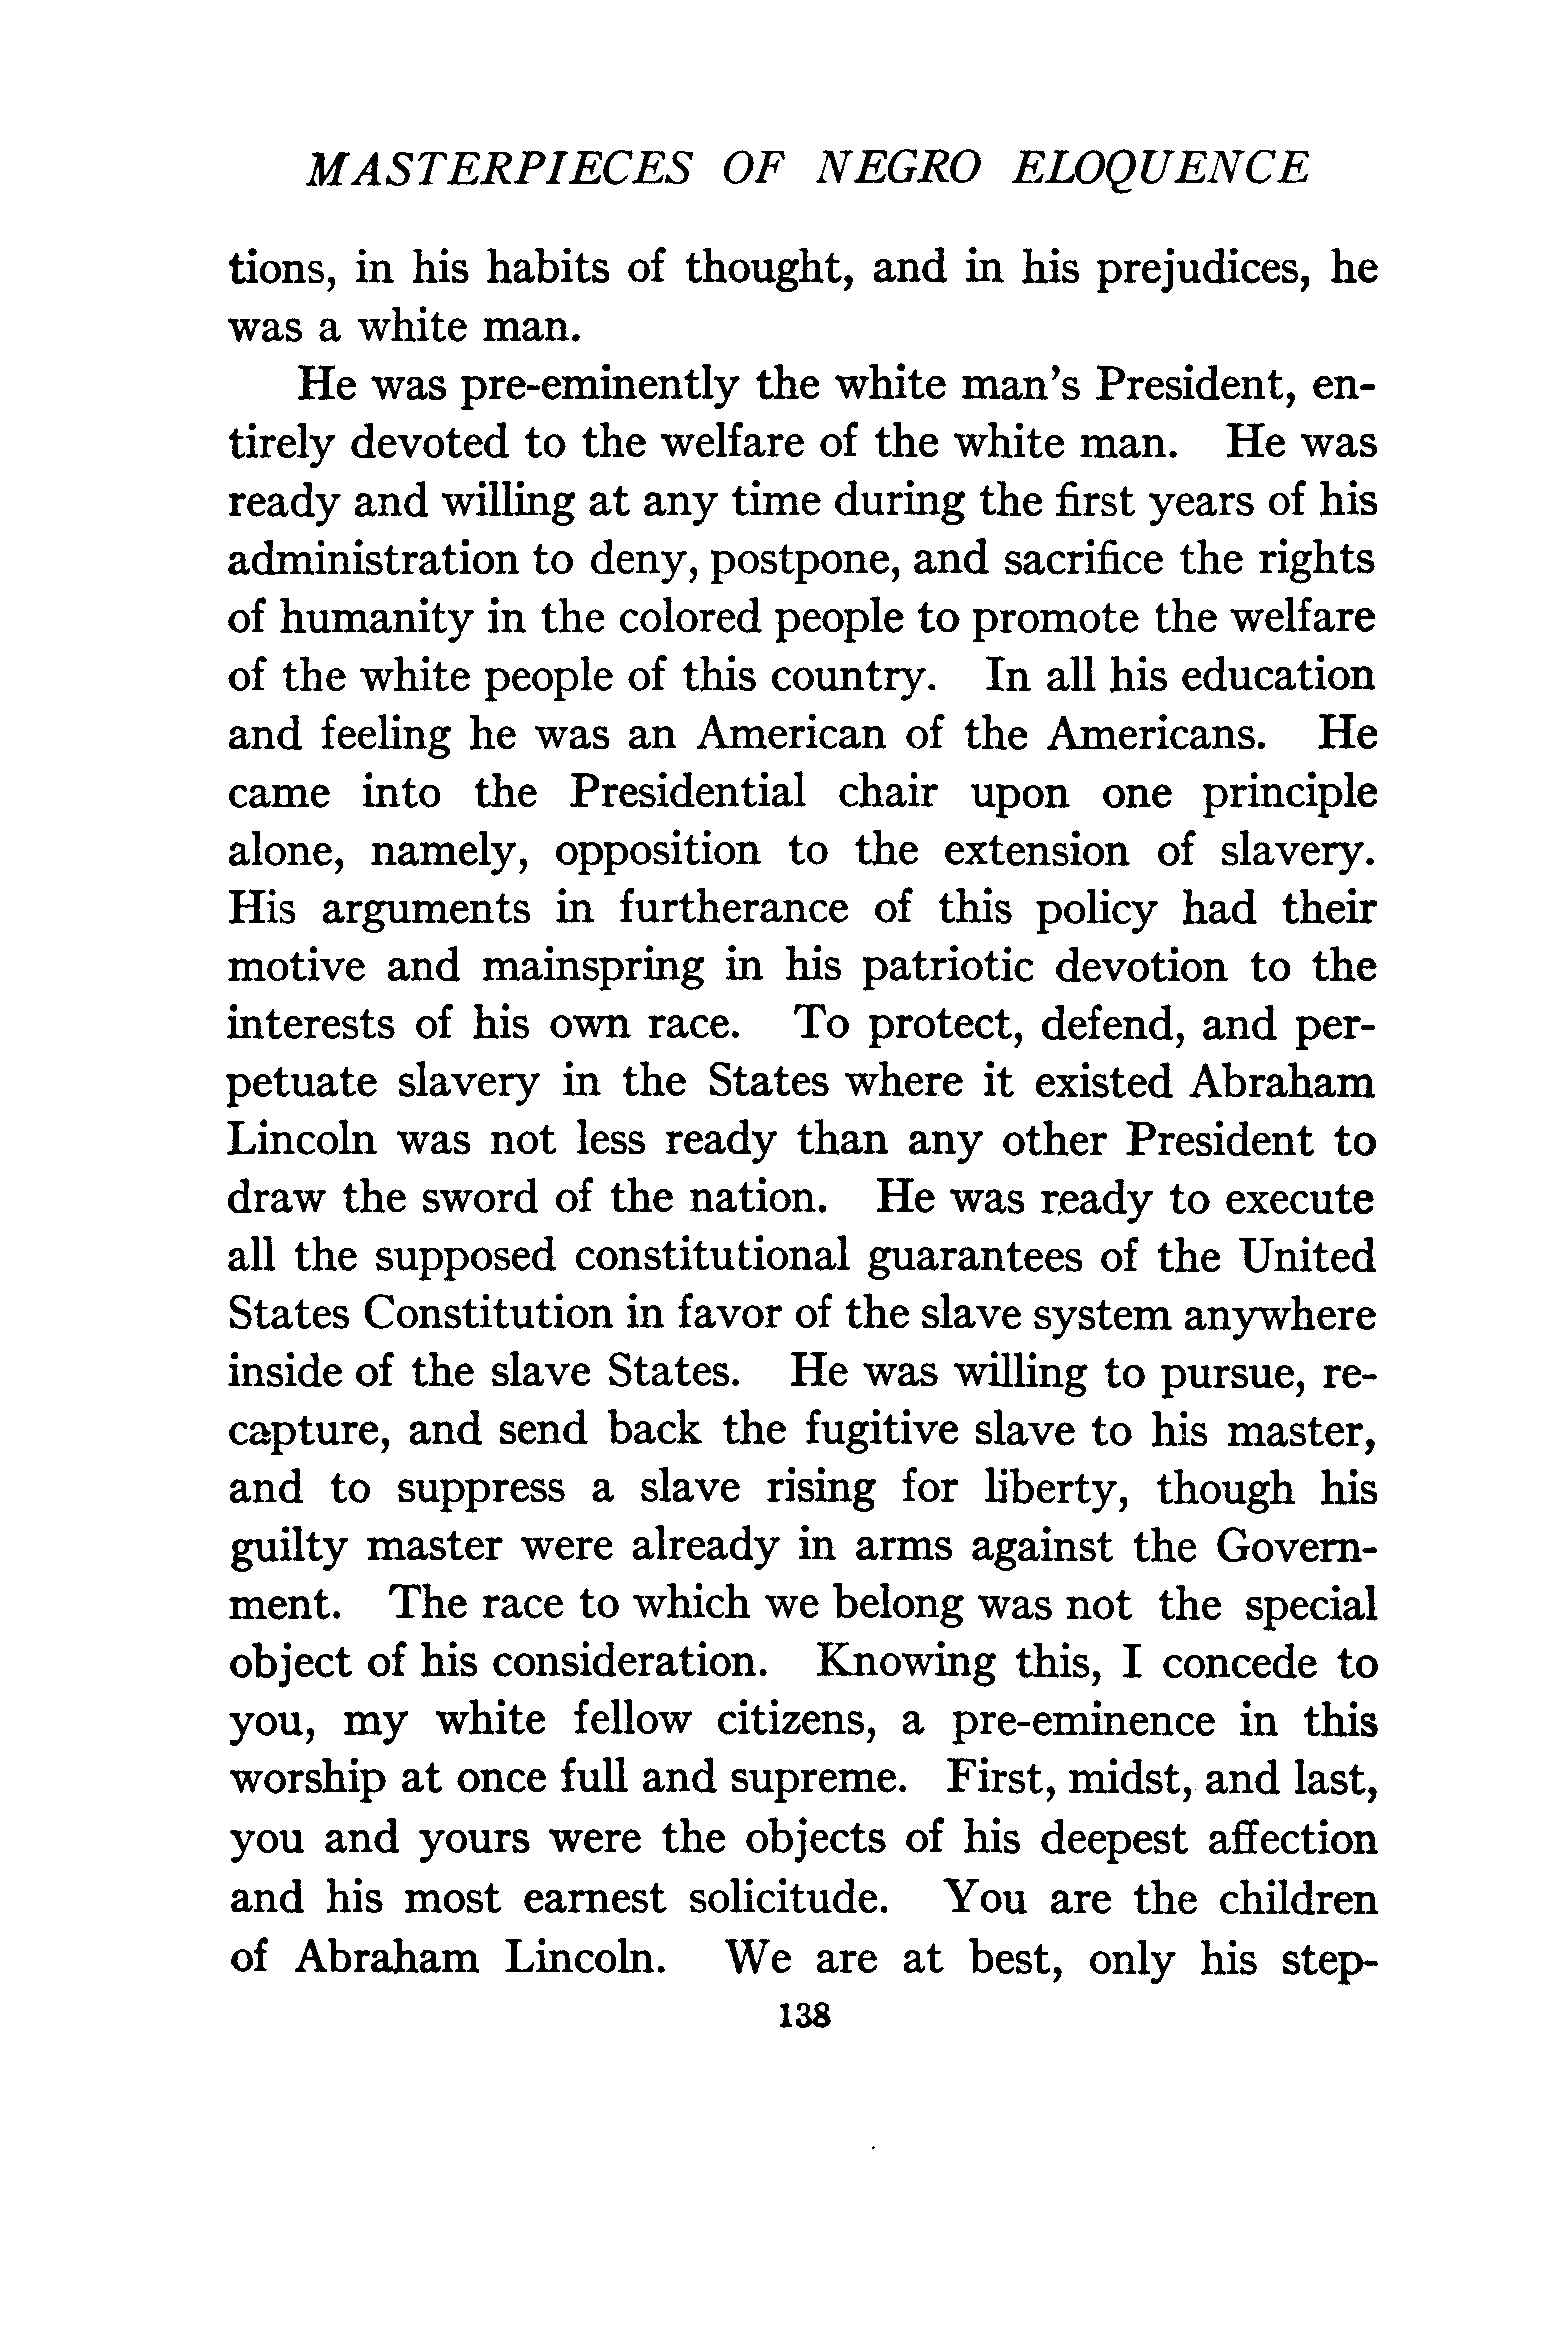 MASTERPIECES OF NEGRO ELOQUENCE
tions, in his habits of thought, and in his prejudices, he
was a white man.
He was pre-eminently the white man's President, en-
tirely devoted to the welfare of the white man. He was
ready and willing at any time during the first years of his
administration to deny, postpone, and sacrifice the rights
of humanity in the colored people to promote the welfare
of the white people of this country. In all his education
and feeling he was an American of the Americans. He
came into the Presidential chair upon one principle
alone, namely, opposition to the extension of slavery.
His arguments in furtherance of this policy had their
motive and mainspring in his patriotic devotion to the
interests of his own race. To protect, defend, and per-
petuate slavery in the States where it existed Abraham
Lincoln was not less ready than any other President to
draw the sword of the nation. He was ready to execute
all the supposed constitutional guarantees of the United
States Constitution in favor of the slave system anywhere
inside of the slave States. He was willing to pursue, re-
capture, and send back the fugitive slave to his master,
and to suppress a slave rising for liberty, though his
guilty master were already in arms against the Govern-
ment. The race to which we belong was not the special
object of his consideration. Knowing this, I concede to
you, my white fellow citizens, a pre-eminence in this
worship at once full and supreme. First, midst, and last,
you and yours were the objects of his deepest affection
and his most earnest solicitude. You are the children
of Abraham Lincoln. We are at best, only his step-
138